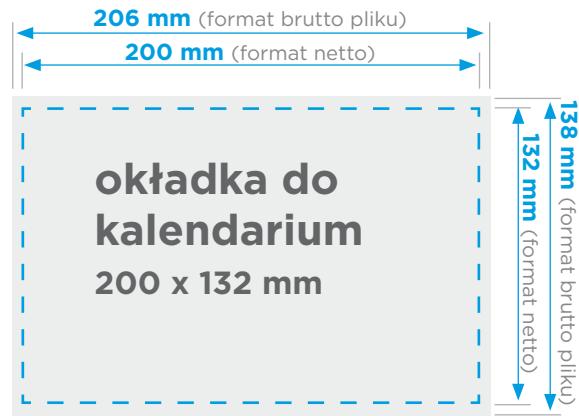 206 mm (format brutto pliku)
200 mm (format netto)
okładka do
kalendarium
200 x 132 mm
132 mm (format netto)
138 mm (format brutto pliku)